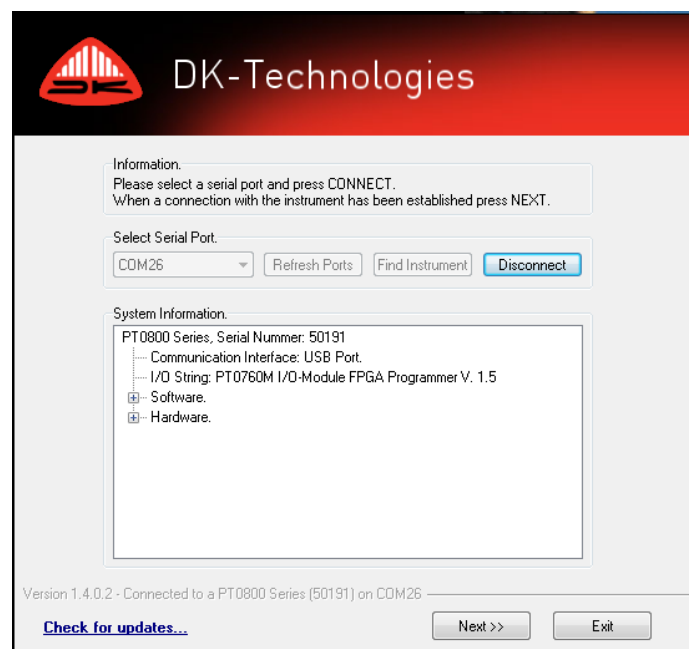 DK
DK-Technologies
Information.
Please select a serial port and press CONNECT.
When a connection with the instrument has been established press NEXT.
Select Serial Port.
COM26 Refresh Ports Find Instrument Disconnect
System Information.
PT0800 Series, Serial Nummer: 50191
Communication Interface: USB Port.
I/O String: PT0760M I/O-Module FPGA Programmer V. 1.5
Software.
Hardware.
Version 1.4.0.2 - Connected to a PT0800 Series (50191) on COM26
Check for updates... Next >> Exit